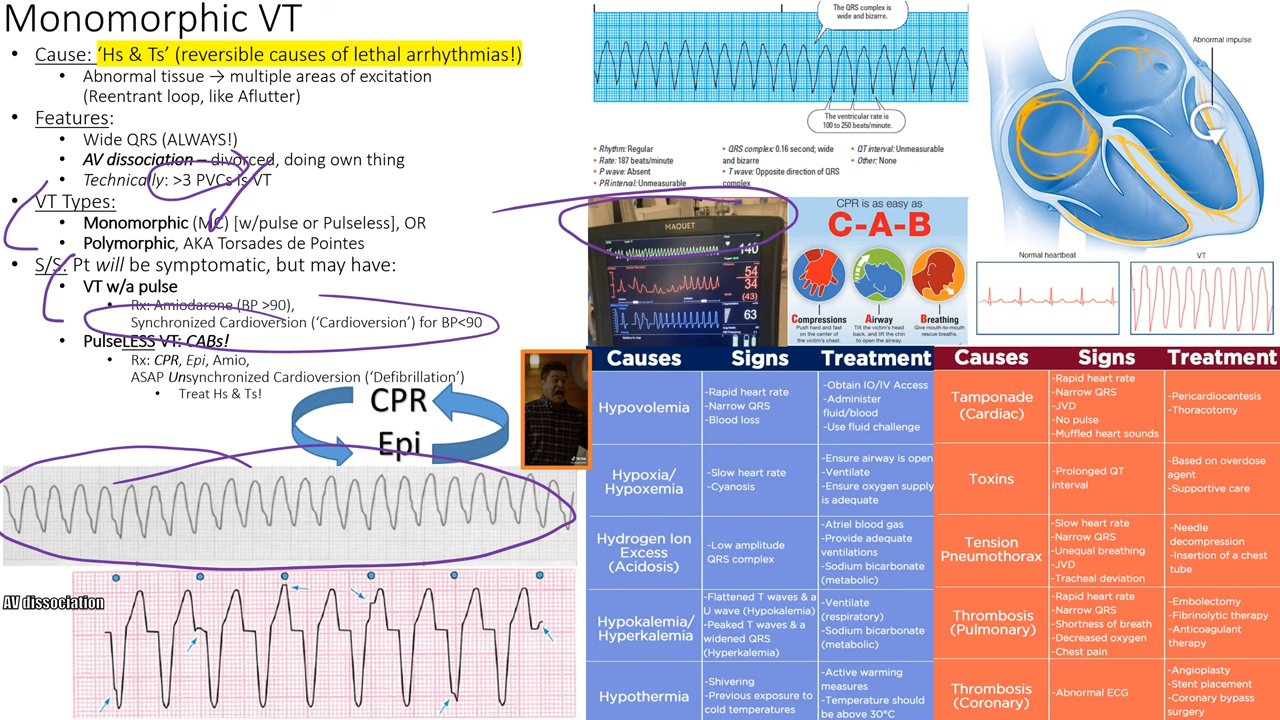 Monomorphic VT
• Cause: ‘Hs & Ts’ (reversible causes of lethal arrhythmias!)
• Abnormal tissue → multiple areas of excitation
(Reentrant loop, like Aflutter)
• Features:
• Wide QRS (ALWAYS!)
• AV dissociation – divorced, doing own thing
• Technically: >3 PVCs is VT
• VT Types:
• Monomorphic (MC) [w/pulse or Pulseless], OR
• Polymorphic, AKA Torsades de Pointes
• S/S: Pt will be symptomatic, but may have:
• VT w/a pulse
• Rx: Amiodarone (BP >90),
Synchronized Cardioversion (‘Cardioversion’) for BP<90
• PulseLESS VT: CABs!
• Rx: CPR, Epi, Amio,
ASAP Unsynchronized Cardioversion (‘Defibrillation’)
• Treat Hs & Ts!
CPR
Epi
AV dissociation
The QRS complex is
wide and bizarre.
The ventricular rate is
100 to 250 beats/minute.
• Rhythm: Regular
• Rate: 187 beats/minute
• P wave: Absent
• PR interval: Unmeasurable
• QRS complex: 0.16 second; wide
and bizarre
• T wave: Opposite direction of QRS
complex
• QT interval: Unmeasurable
• Other: None
Abnormal impulse
Normal heartbeat
VT
MAQUET
146
54
34
(43)
63
CPR IS AS EASY AS
C-A-B
Compressions
Push hard and fast
on the center of
the victim's chest.
Airway
Tilt the victim's head
back, and lift the chin
to open the airway.
Breathing
Give mouth-to-mouth
rescue breaths.
Causes Signs Treatment
Hypovolemia
-Rapid heart rate
-Narrow QRS
-Blood loss
-Obtain IO/IV Access
-Administer
fluid/blood
-Use fluid challenge
Hypoxia/
Hypoxemia
-Slow heart rate
-Cyanosis
-Ensure airway is open
-Ventilate
-Ensure oxygen supply
is adequate
Hydrogen Ion
Excess
(Acidosis)
-Low amplitude
QRS complex
-Atriel blood gas
-Provide adequate
ventilations
-Sodium bicarbonate
(metabolic)
Hypokalemia/
Hyperkalemia
-Flattened T waves & a
U wave (Hypokalemia)
-Peaked T waves & a
widened QRS
(Hyperkalemia)
-Ventilate
(respiratory)
-Sodium bicarbonate
(metabolic)
Hypothermia
-Shivering
-Previous exposure to
cold temperatures
-Active warming
measures
-Temperature should
be above 30°C
Causes Signs Treatment
Tamponade
(Cardiac)
-Rapid heart rate
-Narrow QRS
-JVD
-No pulse
-Muffled heart sounds
-Pericardiocentesis
-Thoracotomy
Toxins
-Prolonged QT
interval
-Based on overdose
agent
-Supportive care
Tension
Pneumothorax
-Slow heart rate
-Narrow QRS
-Unequal breathing
-JVD
-Tracheal deviation
-Needle
decompression
-Insertion of a chest
tube
Thrombosis
(Pulmonary)
-Rapid heart rate
-Narrow QRS
-Shortness of breath
-Decreased oxygen
-Chest pain
-Embolectomy
-Fibrinolytic therapy
-Anticoagulant
therapy
Thrombosis
(Coronary)
-Abnormal ECG
-Angioplasty
-Stent placement
-Coronary bypass
surgery